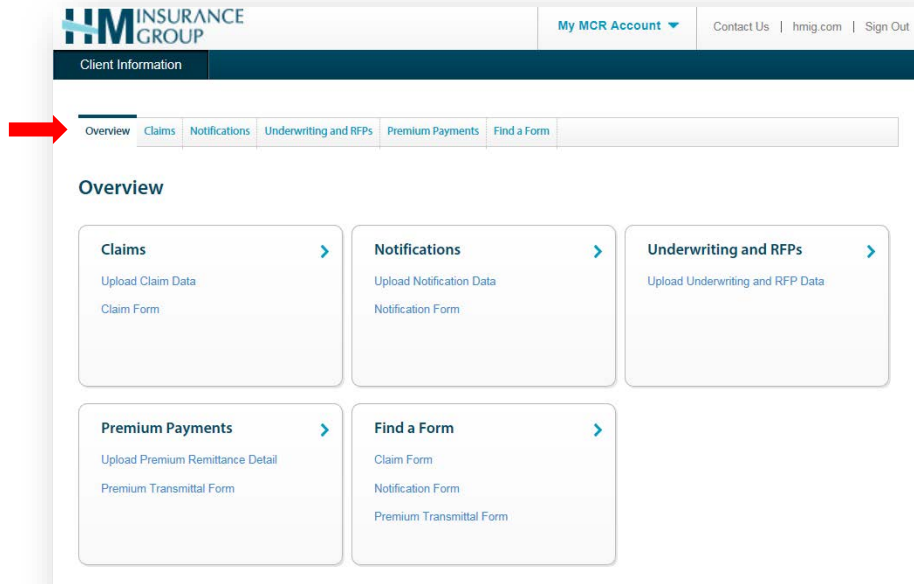 HM INSURANCE
GROUP
My MCR Account
Contact Us | hmig.com | Sign Out
Client Information
Overview Claims Notifications Underwriting and RFPs Premium Payments Find a Form
Overview
Claims
Upload Claim Data
Claim Form
Notifications
Upload Notification Data
Notification Form
Underwriting and RFPs
Upload Underwriting and RFP Data
Premium Payments
Upload Premium Remittance Detail
Premium Transmittal Form
Find a Form
Claim Form
Notification Form
Premium Transmittal Form